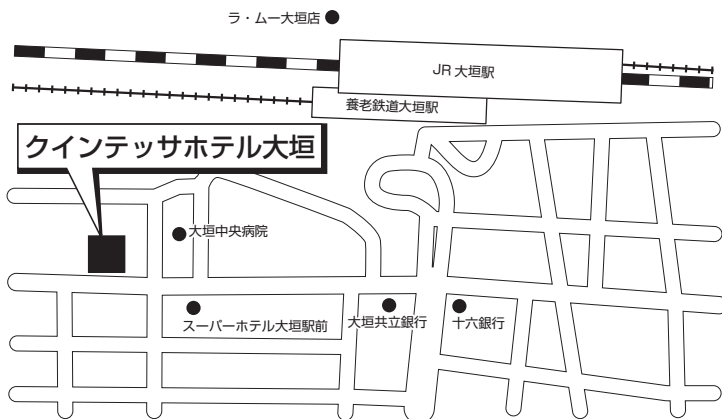 ラ・ムー大垣店
JR 大垣駅
養老鉄道大垣駅
クインテッサホテル大垣
大垣中央病院
スーパーホテル大垣駅前
大垣共立銀行
十六銀行